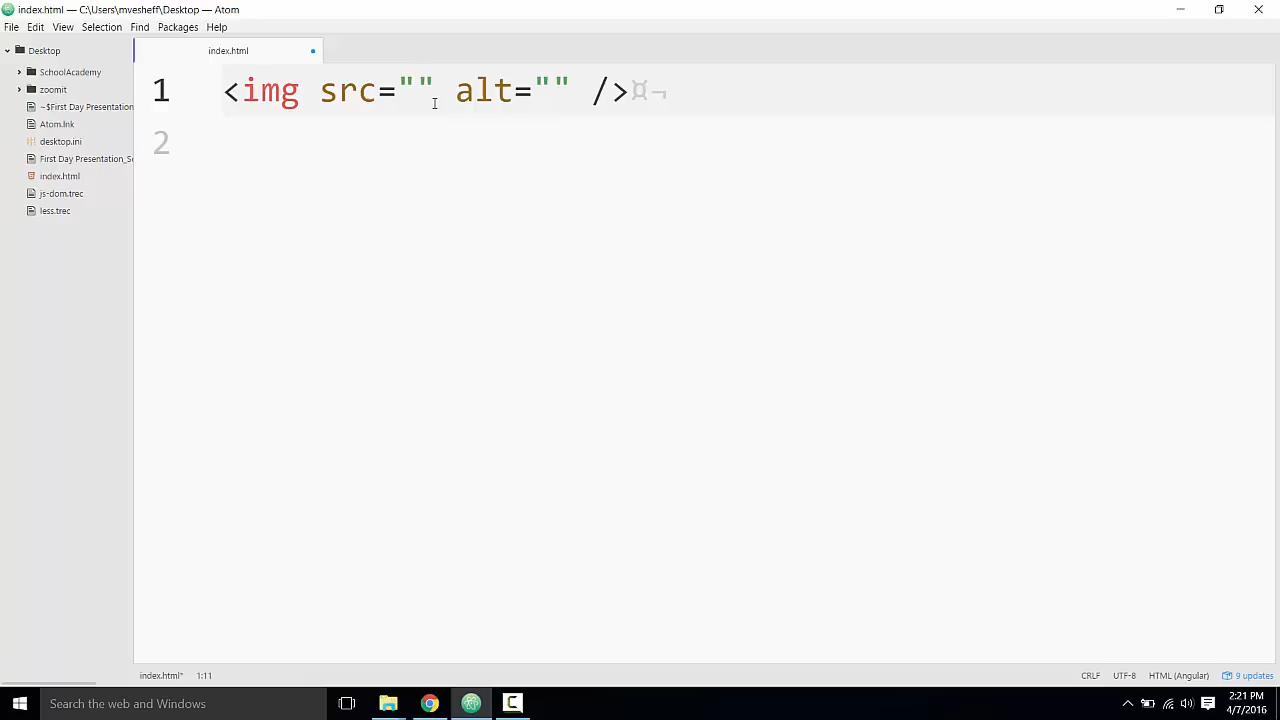 index.html — C:\Users\mvesheff\Desktop — Atom
File Edit View Selection Find Packages Help
Desktop
index.html
SchoolAcademy
zoomit
~$First Day Presentation
Atom.lnk
desktop.ini
First Day Presentation_S
index.html
js-dom.trec
less.trec
1 <img src="" alt="" />¤¬
2
index.html* 1:11 CRLF UTF-8 HTML (Angular) 9 updates
Search the web and Windows
2:21 PM
4/7/2016